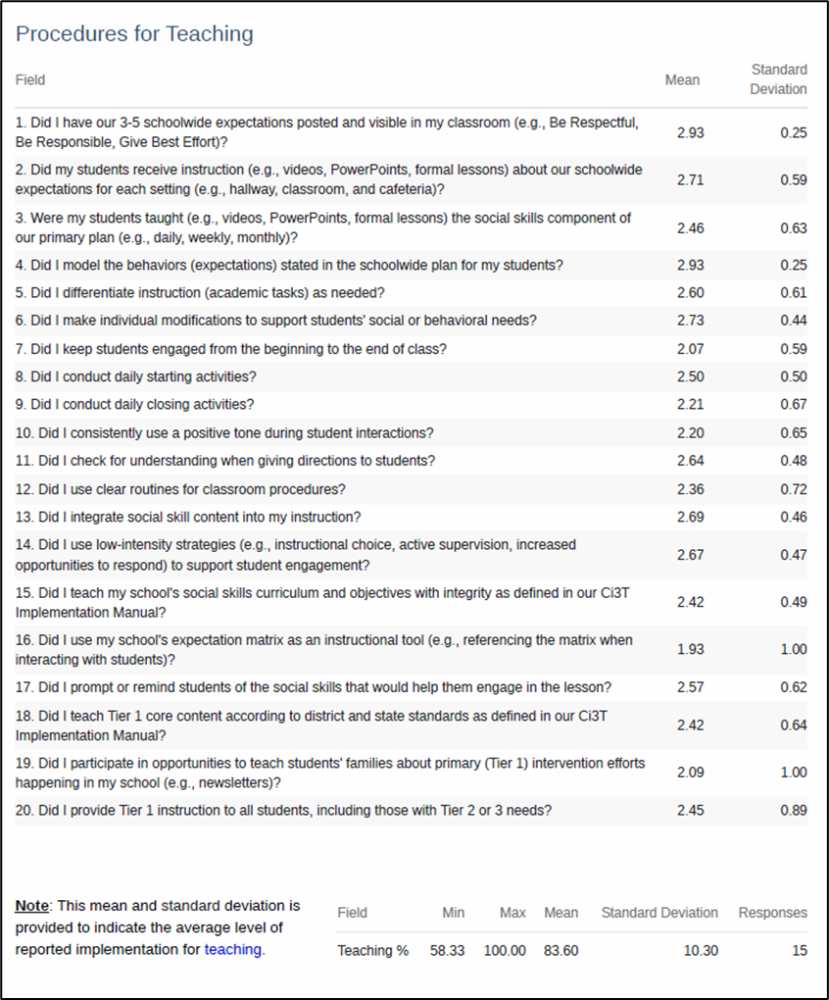 Procedures for Teaching
Field Mean Standard
Deviation
1. Did I have our 3-5 schoolwide expectations posted and visible in my classroom (e.g., Be Respectful,
Be Responsible, Give Best Effort)? 2.93 0.25
2. Did my students receive instruction (e.g., videos, PowerPoints, formal lessons) about our schoolwide
expectations for each setting (e.g., hallway, classroom, and cafeteria)? 2.71 0.59
3. Were my students taught (e.g., videos, PowerPoints, formal lessons) the social skills component of
our primary plan (e.g., daily, weekly, monthly)? 2.46 0.63
4. Did I model the behaviors (expectations) stated in the schoolwide plan for my students? 2.93 0.25
5. Did I differentiate instruction (academic tasks) as needed? 2.60 0.61
6. Did I make individual modifications to support students' social or behavioral needs? 2.73 0.44
7. Did I keep students engaged from the beginning to the end of class? 2.07 0.59
8. Did I conduct daily starting activities? 2.50 0.50
9. Did I conduct daily closing activities? 2.21 0.67
10. Did I consistently use a positive tone during student interactions? 2.20 0.65
11. Did I check for understanding when giving directions to students? 2.64 0.48
12. Did I use clear routines for classroom procedures? 2.36 0.72
13. Did I integrate social skill content into my instruction? 2.69 0.46
14. Did I use low-intensity strategies (e.g., instructional choice, active supervision, increased
opportunities to respond) to support student engagement? 2.67 0.47
15. Did I teach my school's social skills curriculum and objectives with integrity as defined in our Ci3T
Implementation Manual? 2.42 0.49
16. Did I use my school's expectation matrix as an instructional tool (e.g., referencing the matrix when
interacting with students)? 1.93 1.00
17. Did I prompt or remind students of the social skills that would help them engage in the lesson? 2.57 0.62
18. Did I teach Tier 1 core content according to district and state standards as defined in our Ci3T
Implementation Manual? 2.42 0.64
19. Did I participate in opportunities to teach students' families about primary (Tier 1) intervention efforts
happening in my school (e.g., newsletters)? 2.09 1.00
20. Did I provide Tier 1 instruction to all students, including those with Tier 2 or 3 needs? 2.45 0.89
Note: This mean and standard deviation is
provided to indicate the average level of
reported implementation for teaching.
Field Min Max Mean Standard Deviation Responses
Teaching % 58.33 100.00 83.60 10.30 15